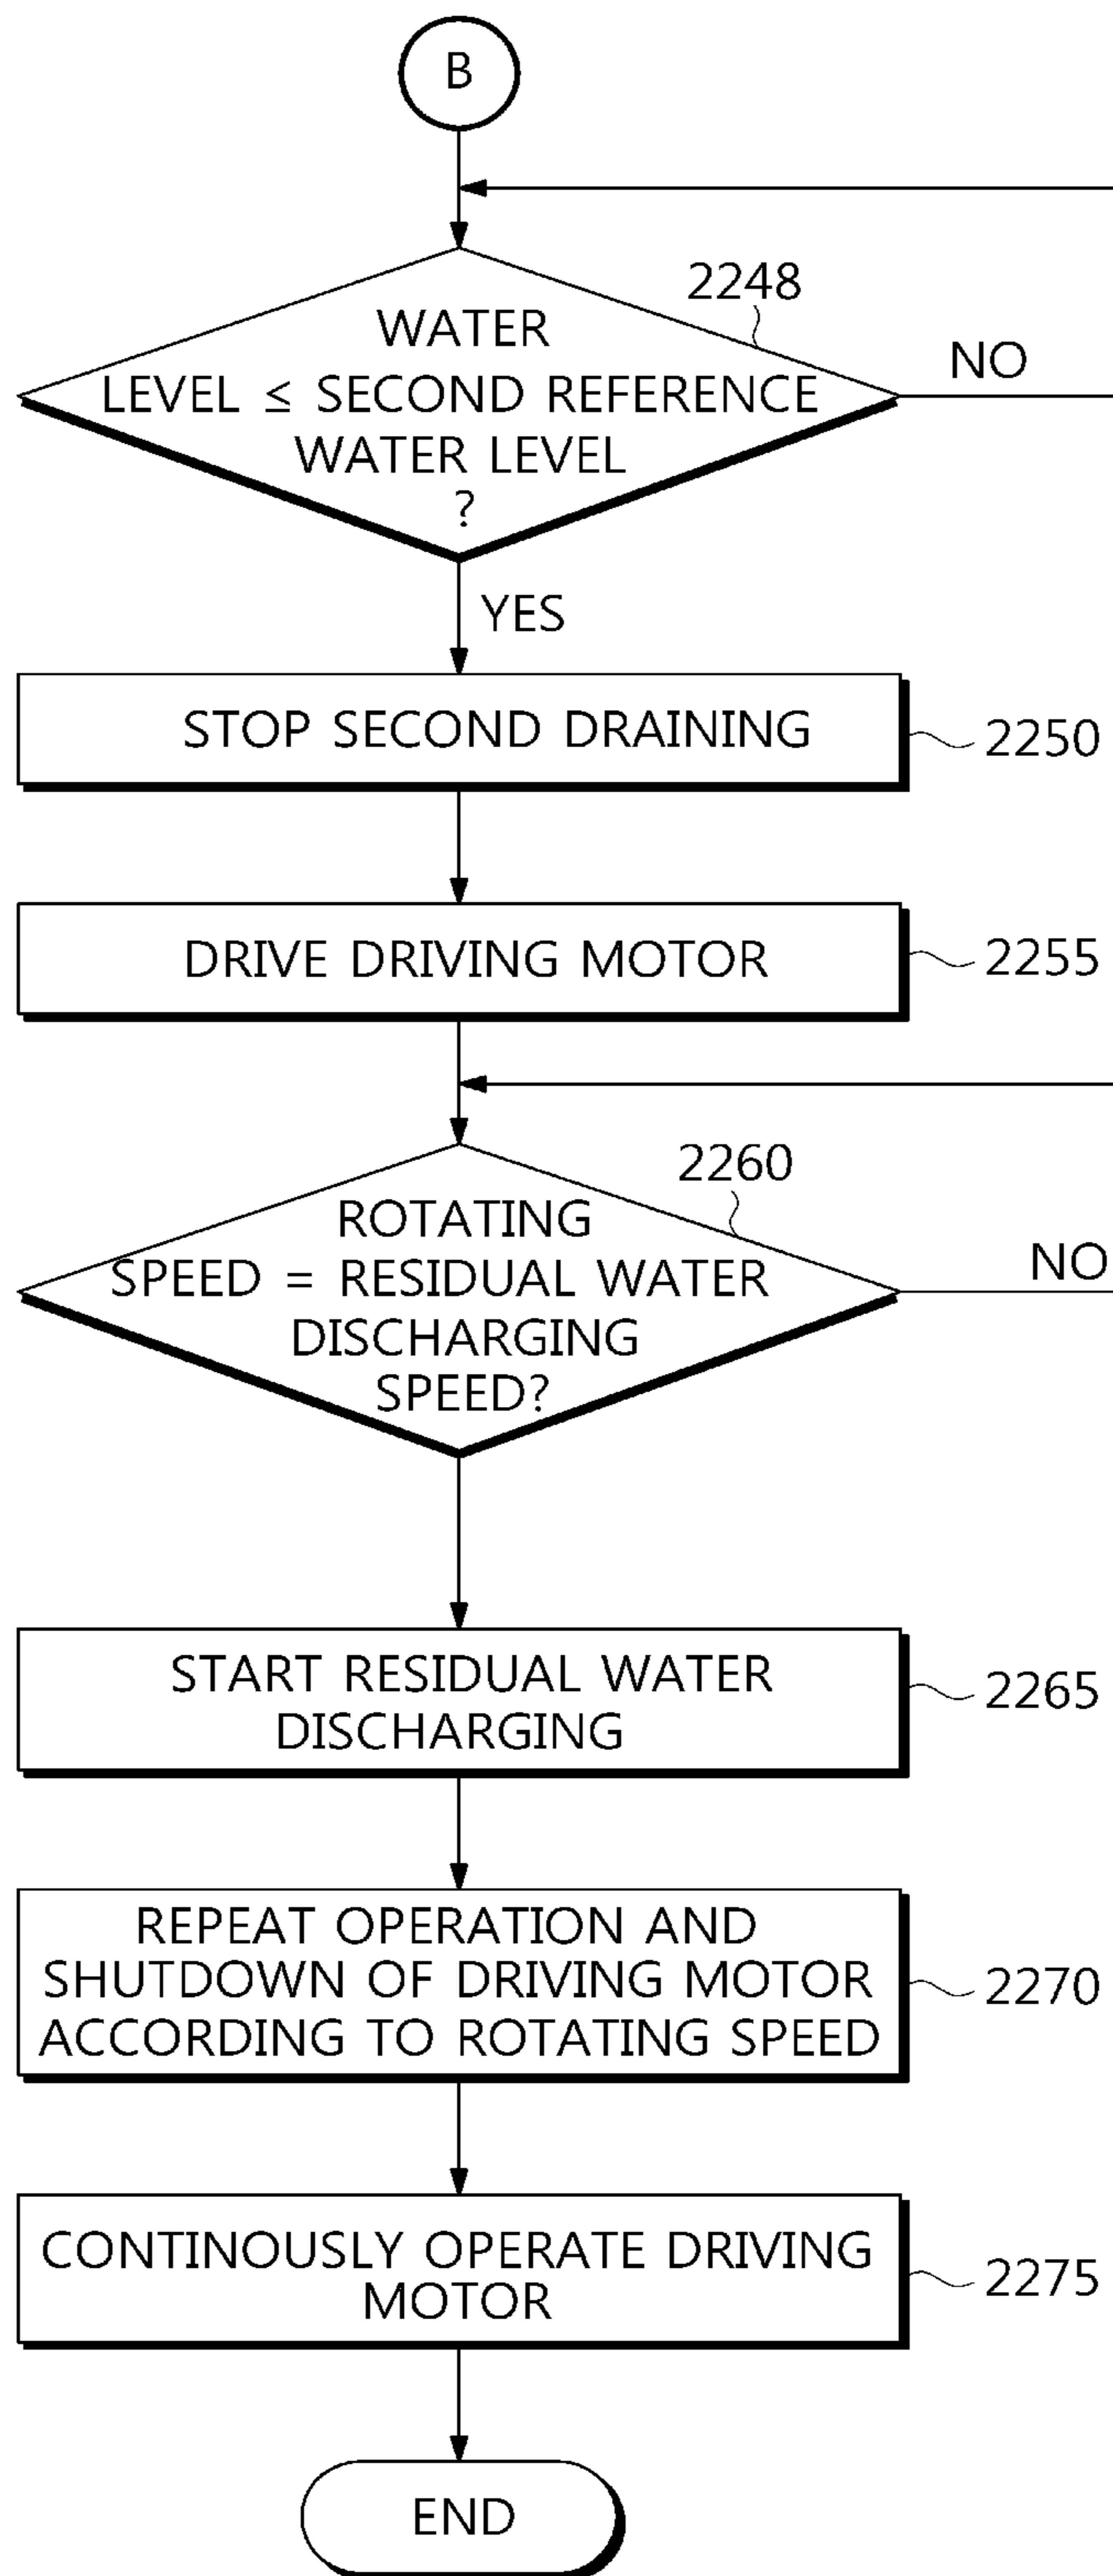 B
2248
WATER
LEVEL ≤ SECOND REFERENCE
WATER LEVEL
?
NO
YES
STOP SECOND DRAINING
2250
DRIVE DRIVING MOTOR
2255
2260
ROTATING
SPEED = RESIDUAL WATER
DISCHARGING
SPEED?
NO
START RESIDUAL WATER
DISCHARGING
2265
REPEAT OPERATION AND
SHUTDOWN OF DRIVING MOTOR
ACCORDING TO ROTATING SPEED
2270
CONTINOUSLY OPERATE DRIVING
MOTOR
2275
END